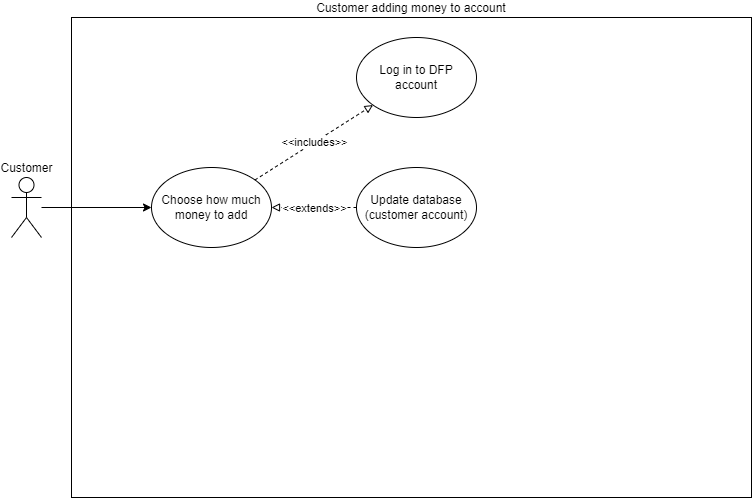 Customer adding money to account
Log in to DFP
account
<<includes>>
Customer
Choose how much
money to add
<<extends>>
Update database
(customer account)